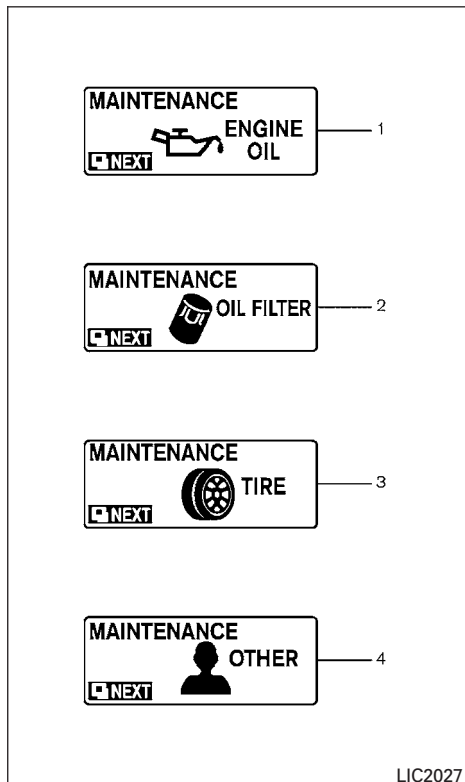 MAINTENANCE
ENGINE
OIL
NEXT
1
MAINTENANCE
OIL FILTER
NEXT
2
MAINTENANCE
TIRE
NEXT
3
MAINTENANCE
OTHER
NEXT
4
LIC2027